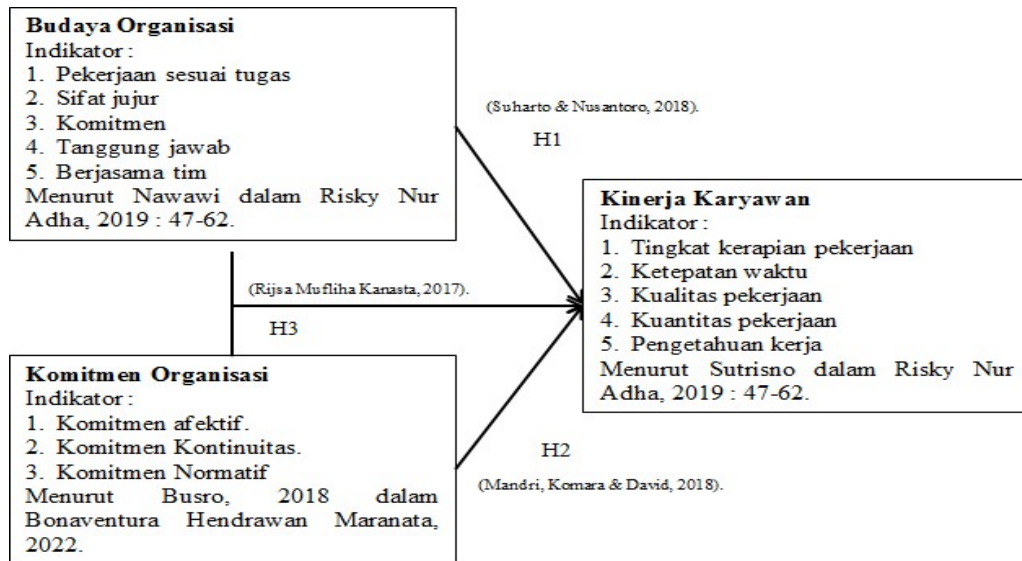 Budaya Organisasi
Indikator :
1. Pekerjaan sesuai tugas
2. Sifat jujur
3. Komitmen
4. Tanggung jawab
5. Berjasama tim
Menurut Nawawi dalam Risky Nur
Adha, 2019 : 47-62.
(Suharto & Nusantoro, 2018).
H1
Kinerja Karyawan
Indikator :
1. Tingkat kerapian pekerjaan
2. Ketepatan waktu
3. Kualitas pekerjaan
4. Kuantitas pekerjaan
5. Pengetahuan kerja
Menurut Sutrisno dalam Risky Nur
Adha, 2019 : 47-62.
(Rijsa Mufliha Kanasta, 2017).
H3
Komitmen Organisasi
Indikator :
1. Komitmen afektif.
2. Komitmen Kontinuitas.
3. Komitmen Normatif
Menurut Busro, 2018 dalam
Bonaventura Hendrawan Maranata,
2022.
H2
(Mandri, Komara & David, 2018).